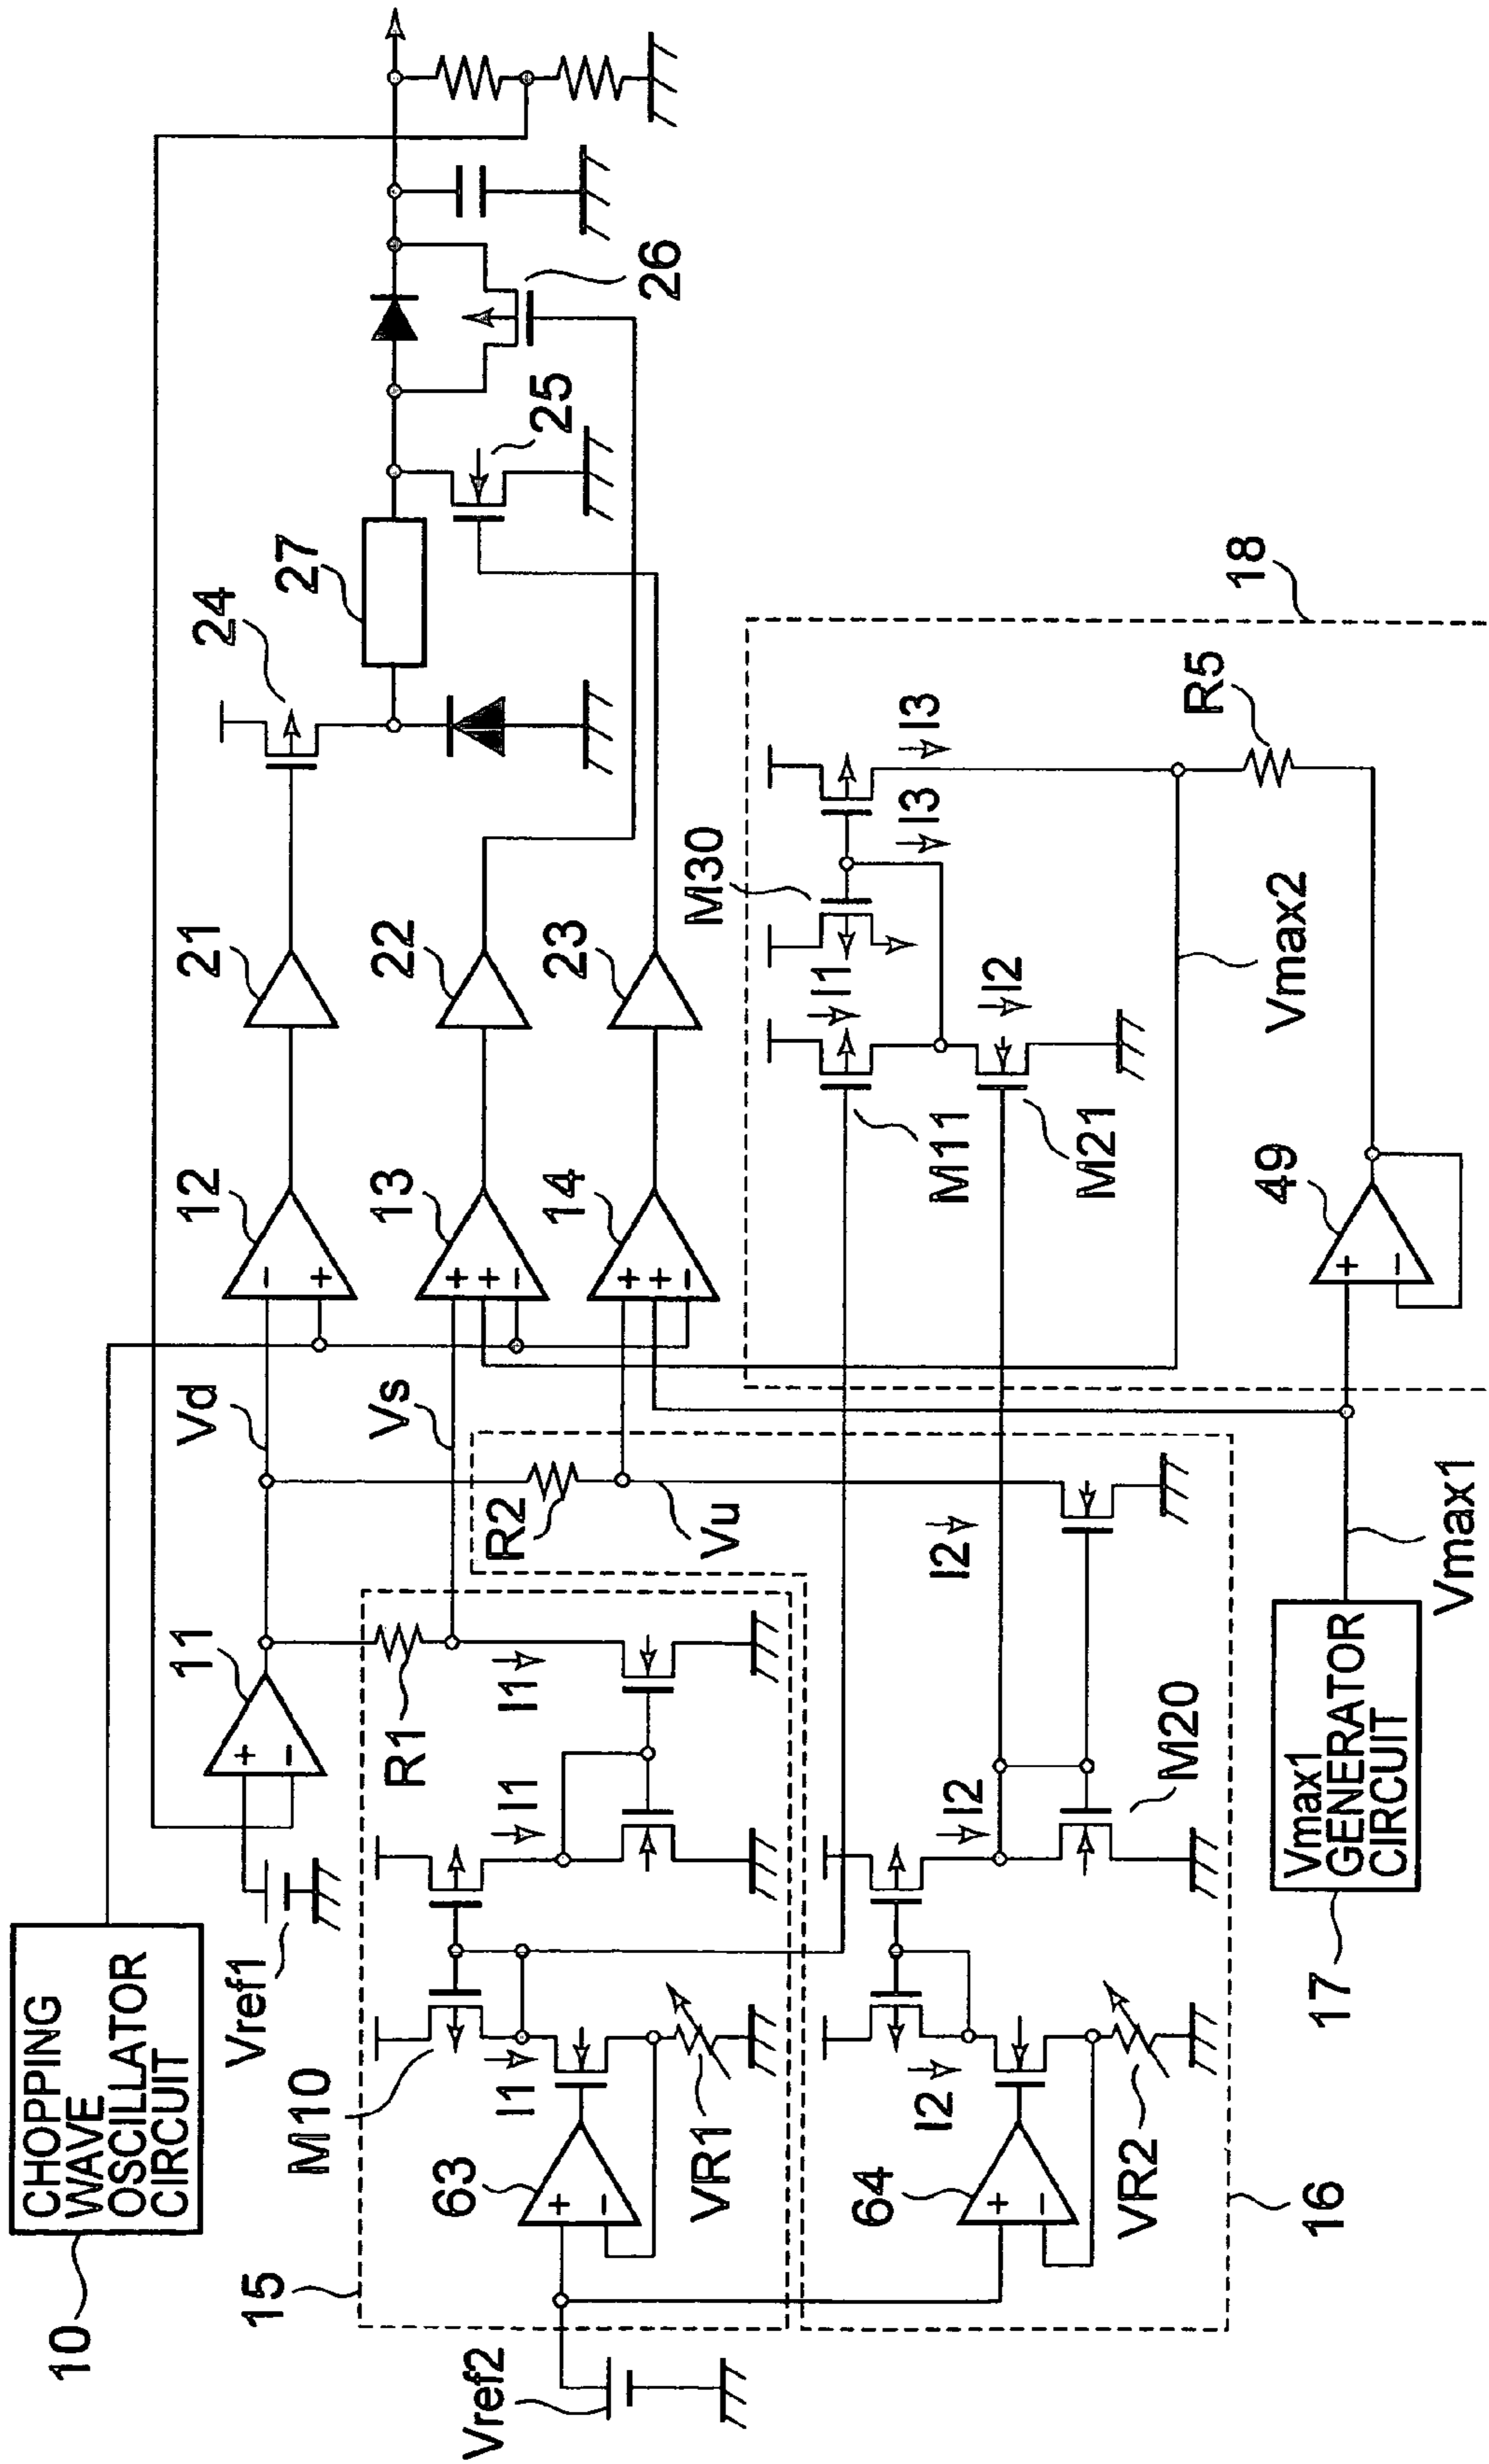 10
CHOPPING
WAVE
OSCILLATOR
CIRCUIT
Vref1
11
+
−
Vd
12
−
+
21
24
27
25
26
Vs
13
+
+
−
22
14
+
+
−
23
15
M10
I1
I1
I1
R1
63
+
−
VR1
Vref2
R2
Vu
16
64
+
−
VR2
I2
I2
I2
M20
17
Vmax1
GENERATOR
CIRCUIT
Vmax1
18
M30
I1
I3
I3
I2
M11
M21
R5
Vmax2
49
+
−